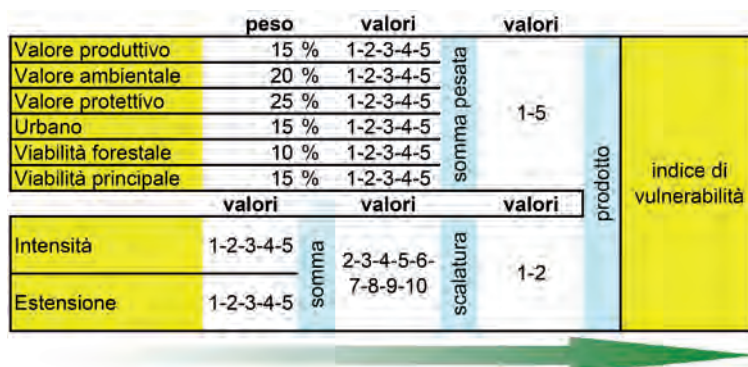 peso valori valori
Valore produttivo 15 % 1-2-3-4-5
Valore ambientale 20 % 1-2-3-4-5
Valore protettivo 25 % 1-2-3-4-5
Urbano 15 % 1-2-3-4-5
Viabilità forestale 10 % 1-2-3-4-5
Viabilità principale 15 % 1-2-3-4-5
somma pesata
1-5
valori valori valori
Intensità 1-2-3-4-5
Estensione 1-2-3-4-5
somma
2-3-4-5-6-
7-8-9-10
scalatura
1-2
prodotto
indice di
vulnerabilità